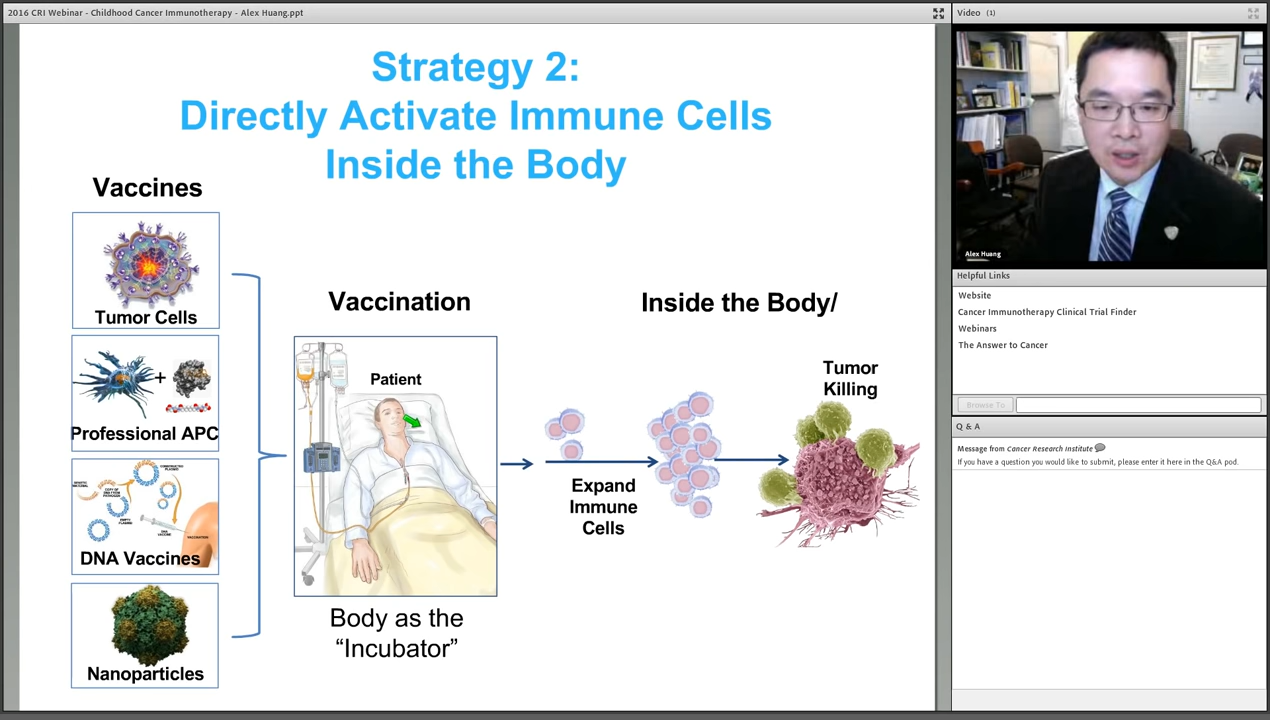 2016 CRI Webinar - Childhood Cancer Immunotherapy - Alex Huang.ppt
Strategy 2:
Directly Activate Immune Cells
Inside the Body
Vaccines
Tumor Cells
+
Professional APC
DNA Vaccines
Nanoparticles
Vaccination
Patient
Body as the
“Incubator”
Inside the Body/
Expand
Immune
Cells
Tumor
Killing
Video (1)
Alex Huang
Helpful Links
Website
Cancer Immunotherapy Clinical Trial Finder
Webinars
The Answer to Cancer
Browse To
Q & A
Message from Cancer Research Institute
If you have a question you would like to submit, please enter it here in the Q&A pod.